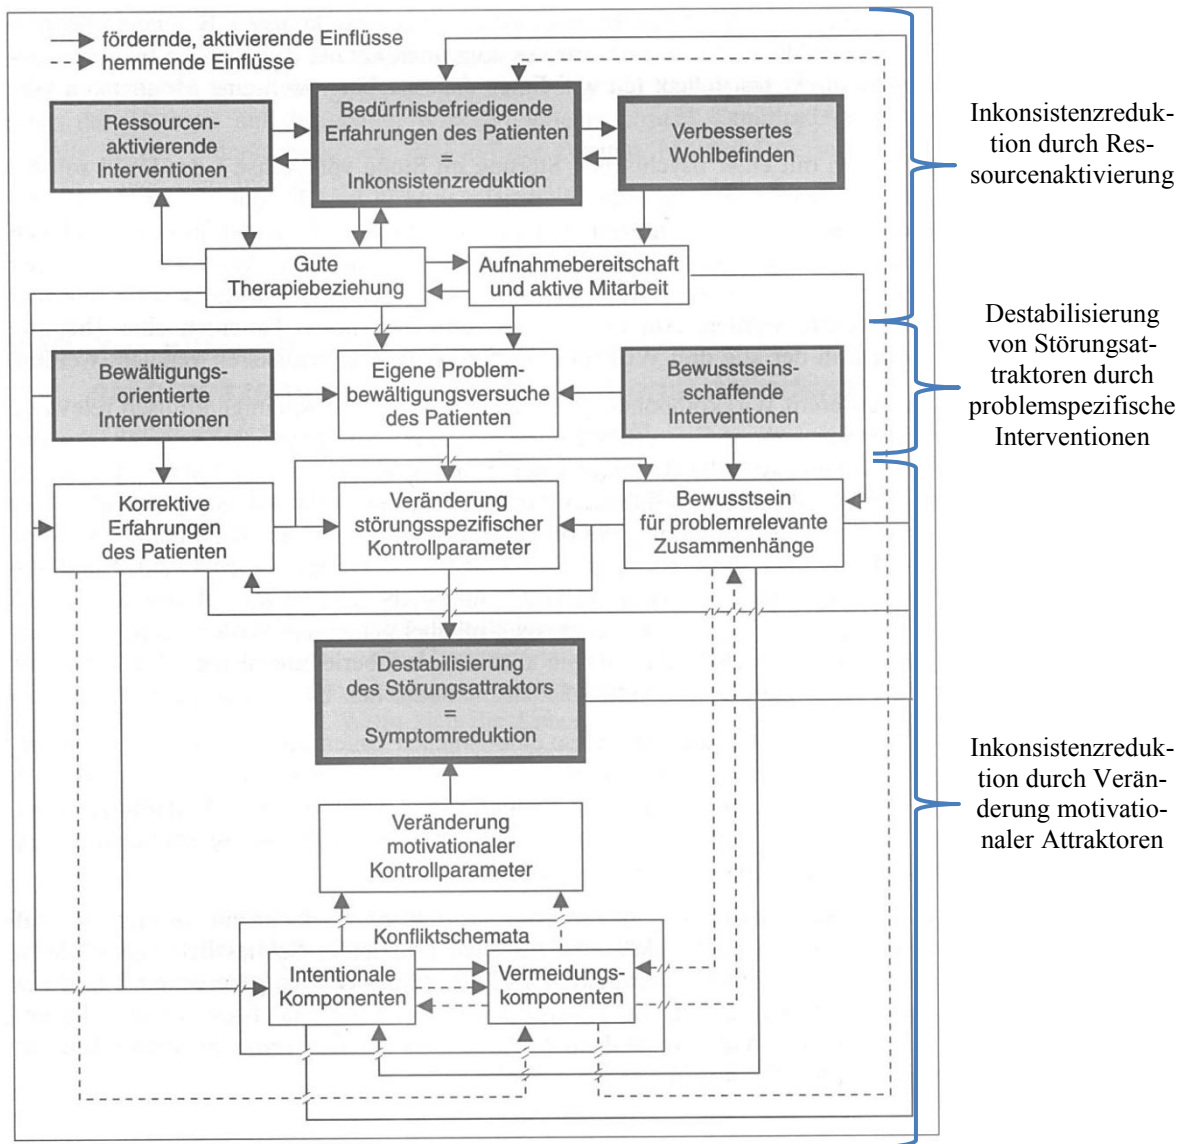 fördernde, aktivierende Einflüsse
hemmende Einflüsse
Ressourcen-
aktivierende
Interventionen
Bedürfnisbefriedigende
Erfahrungen des Patienten
=
Inkonsistenzreduktion
Verbessertes
Wohlbefinden
Inkonsistenzreduk-
tion durch Res-
sourcenaktivierung
Gute
Therapiebeziehung
Aufnahmebereitschaft
und aktive Mitarbeit
Bewältigungs-
orientierte
Interventionen
Eigene Problem-
bewältigungsversuche
des Patienten
Bewusstseins-
schaffende
Interventionen
Destabilisierung
von Störungsat-
traktoren durch
problemspezifische
Interventionen
Korrektive
Erfahrungen
des Patienten
Veränderung
störungsspezifischer
Kontrollparameter
Bewusstsein
für problemrelevante
Zusammenhänge
Destabilisierung
des Störungsattraktors
=
Symptomreduktion
Inkonsistenzreduk-
tion durch Verän-
derung motivatio-
naler Attraktoren
Veränderung
motivationaler
Kontrollparameter
Konfliktschemata
Intentionale
Komponenten
Vermeidungs-
komponenten